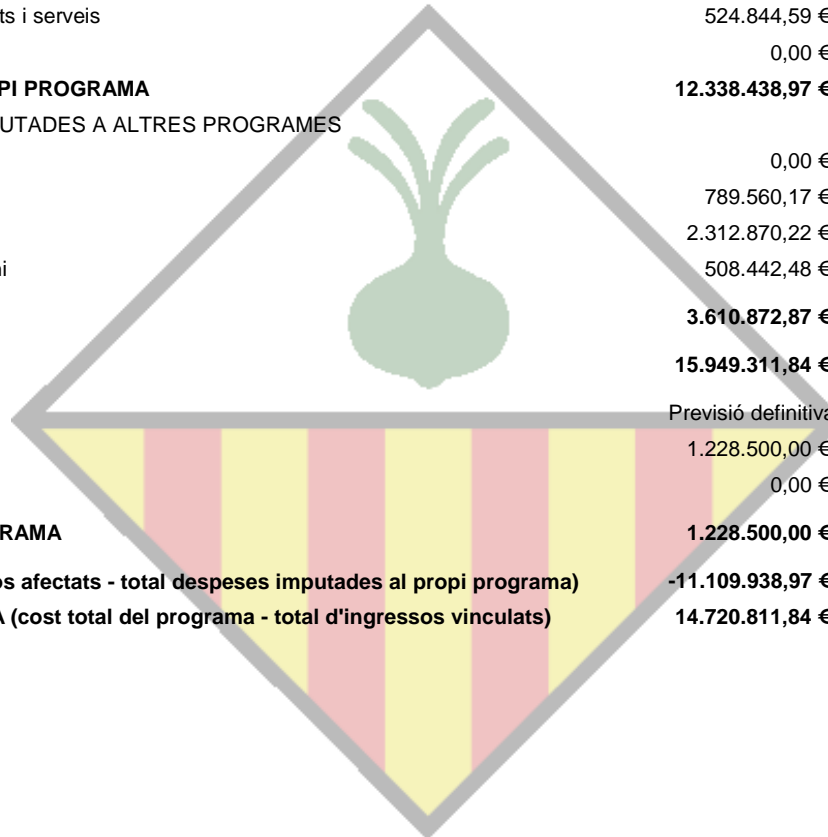 ts i serveis 524.844,59 €
0,00 €
PI PROGRAMA 12.338.438,97 €
UTADES A ALTRES PROGRAMES
0,00 €
789.560,17 €
2.312.870,22 €
ni 508.442,48 €
3.610.872,87 €
15.949.311,84 €
Previsió definitiva
1.228.500,00 €
0,00 €
GRAMA 1.228.500,00 €
os afectats - total despeses imputades al propi programa) -11.109.938,97 €
A (cost total del programa - total d'ingressos vinculats) 14.720.811,84 €